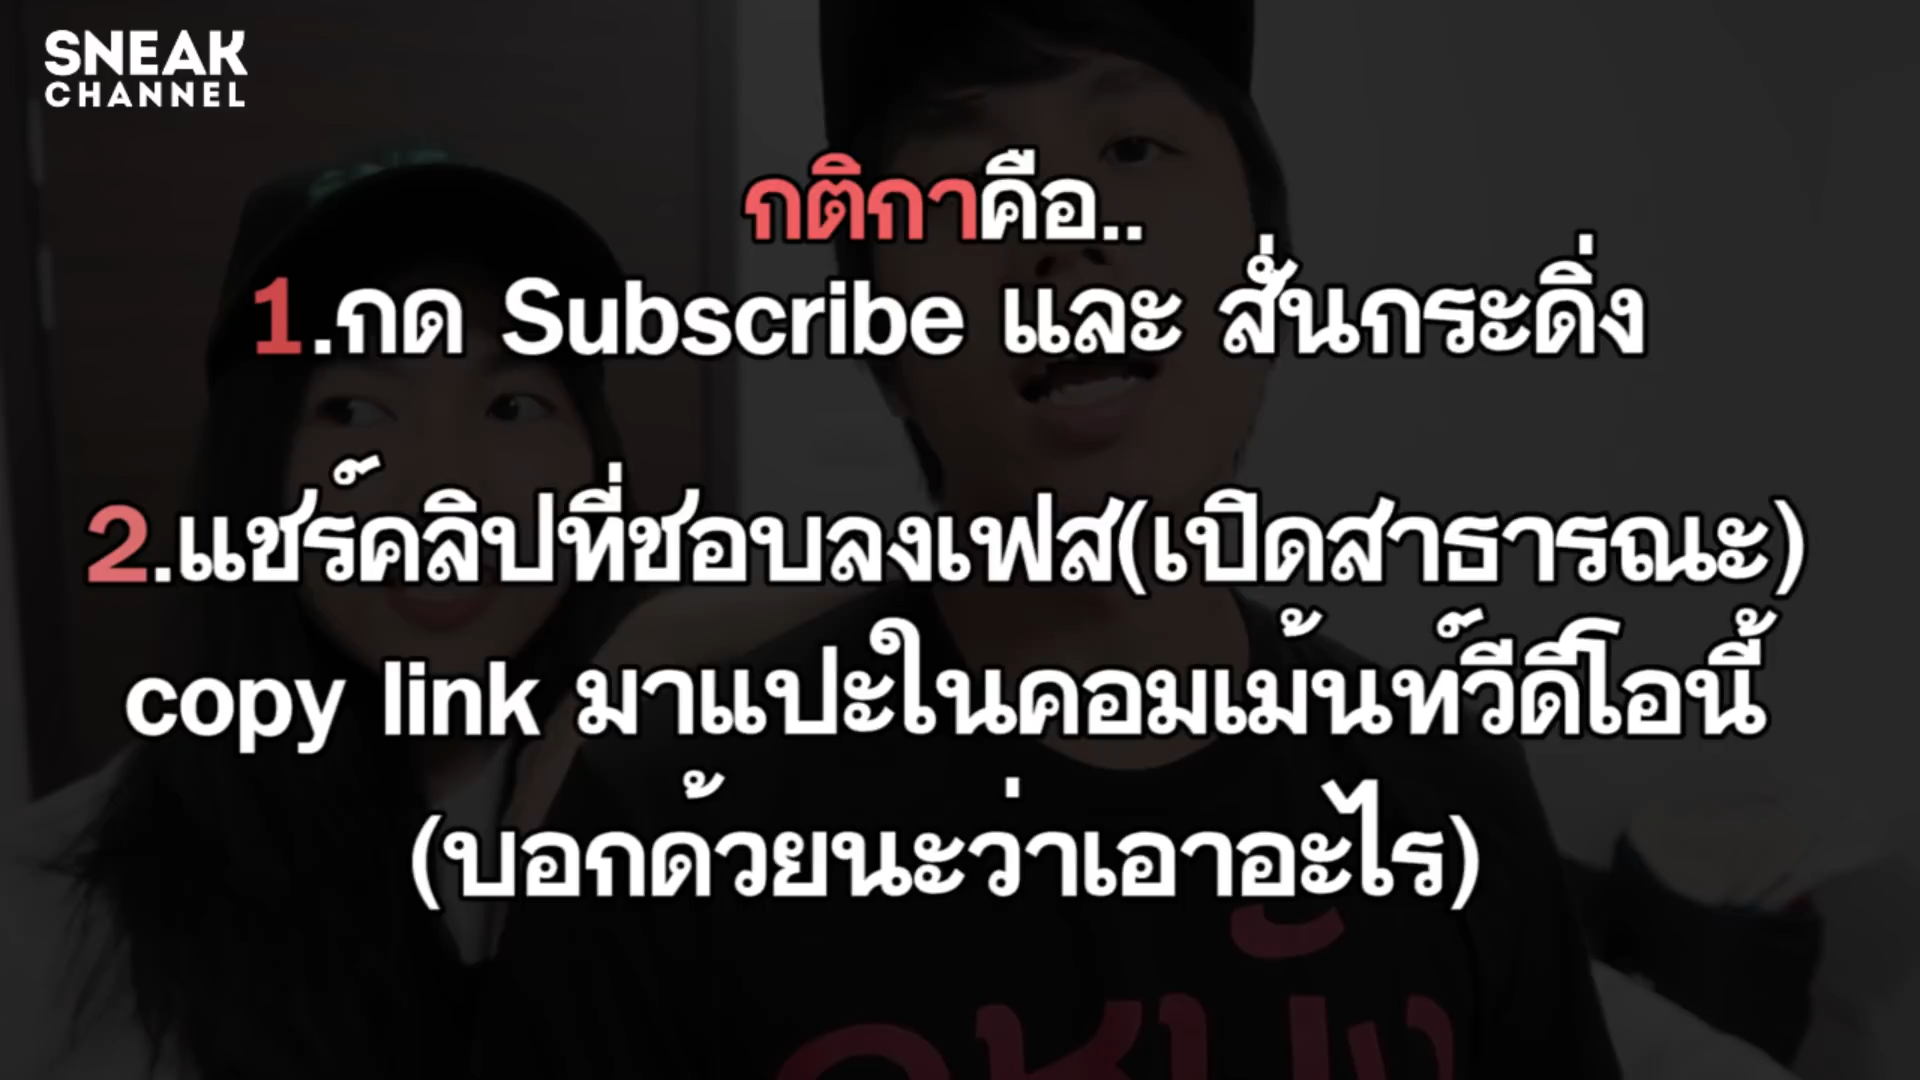 SNEAK
CHANNEL
กติกาคือ..
1.กด Subscribe และ สั่นกระดิ่ง
2.แชร์คลิปที่ชอบลงเฟส(เปิดสาธารณะ)
copy link มาแปะในคอมเม้นท์วีดีโอนี้
(บอกด้วยนะว่าเอาอะไร)